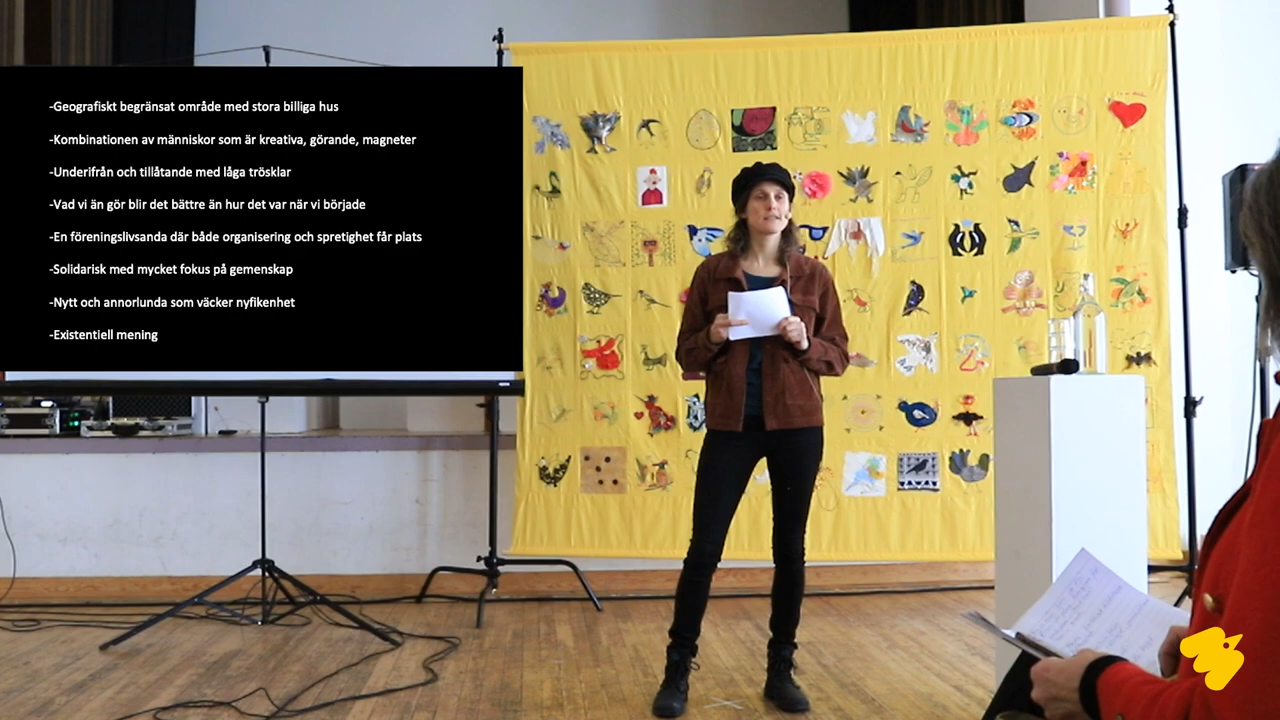 -Geografiskt begränsat område med stora billiga hus
-Kombinationen av människor som är kreativa, görande, magneter
-Underifrån och tillåtande med låga trösklar
-Vad vi än gör blir det bättre än hur det var när vi började
-En föreningslivsanda där både organisering och spretighet får plats
-Solidarisk med mycket fokus på gemenskap
-Nytt och annorlunda som väcker nyfikenhet
-Existentiell mening